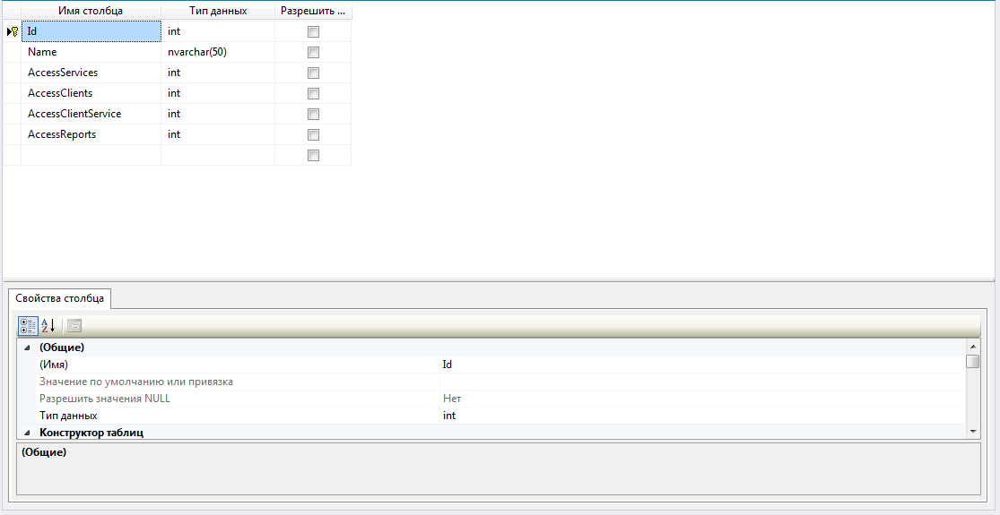 Имя столбца Тип данных Разрешить ...
Id int
Name nvarchar(50)
AccessServices int
AccessClients int
AccessClientService int
AccessReports int
Свойства столбца
(Общие)
(Имя) Id
Значение по умолчанию или привязка
Разрешить значения NULL Нет
Тип данных int
Конструктор таблиц
(Общие)